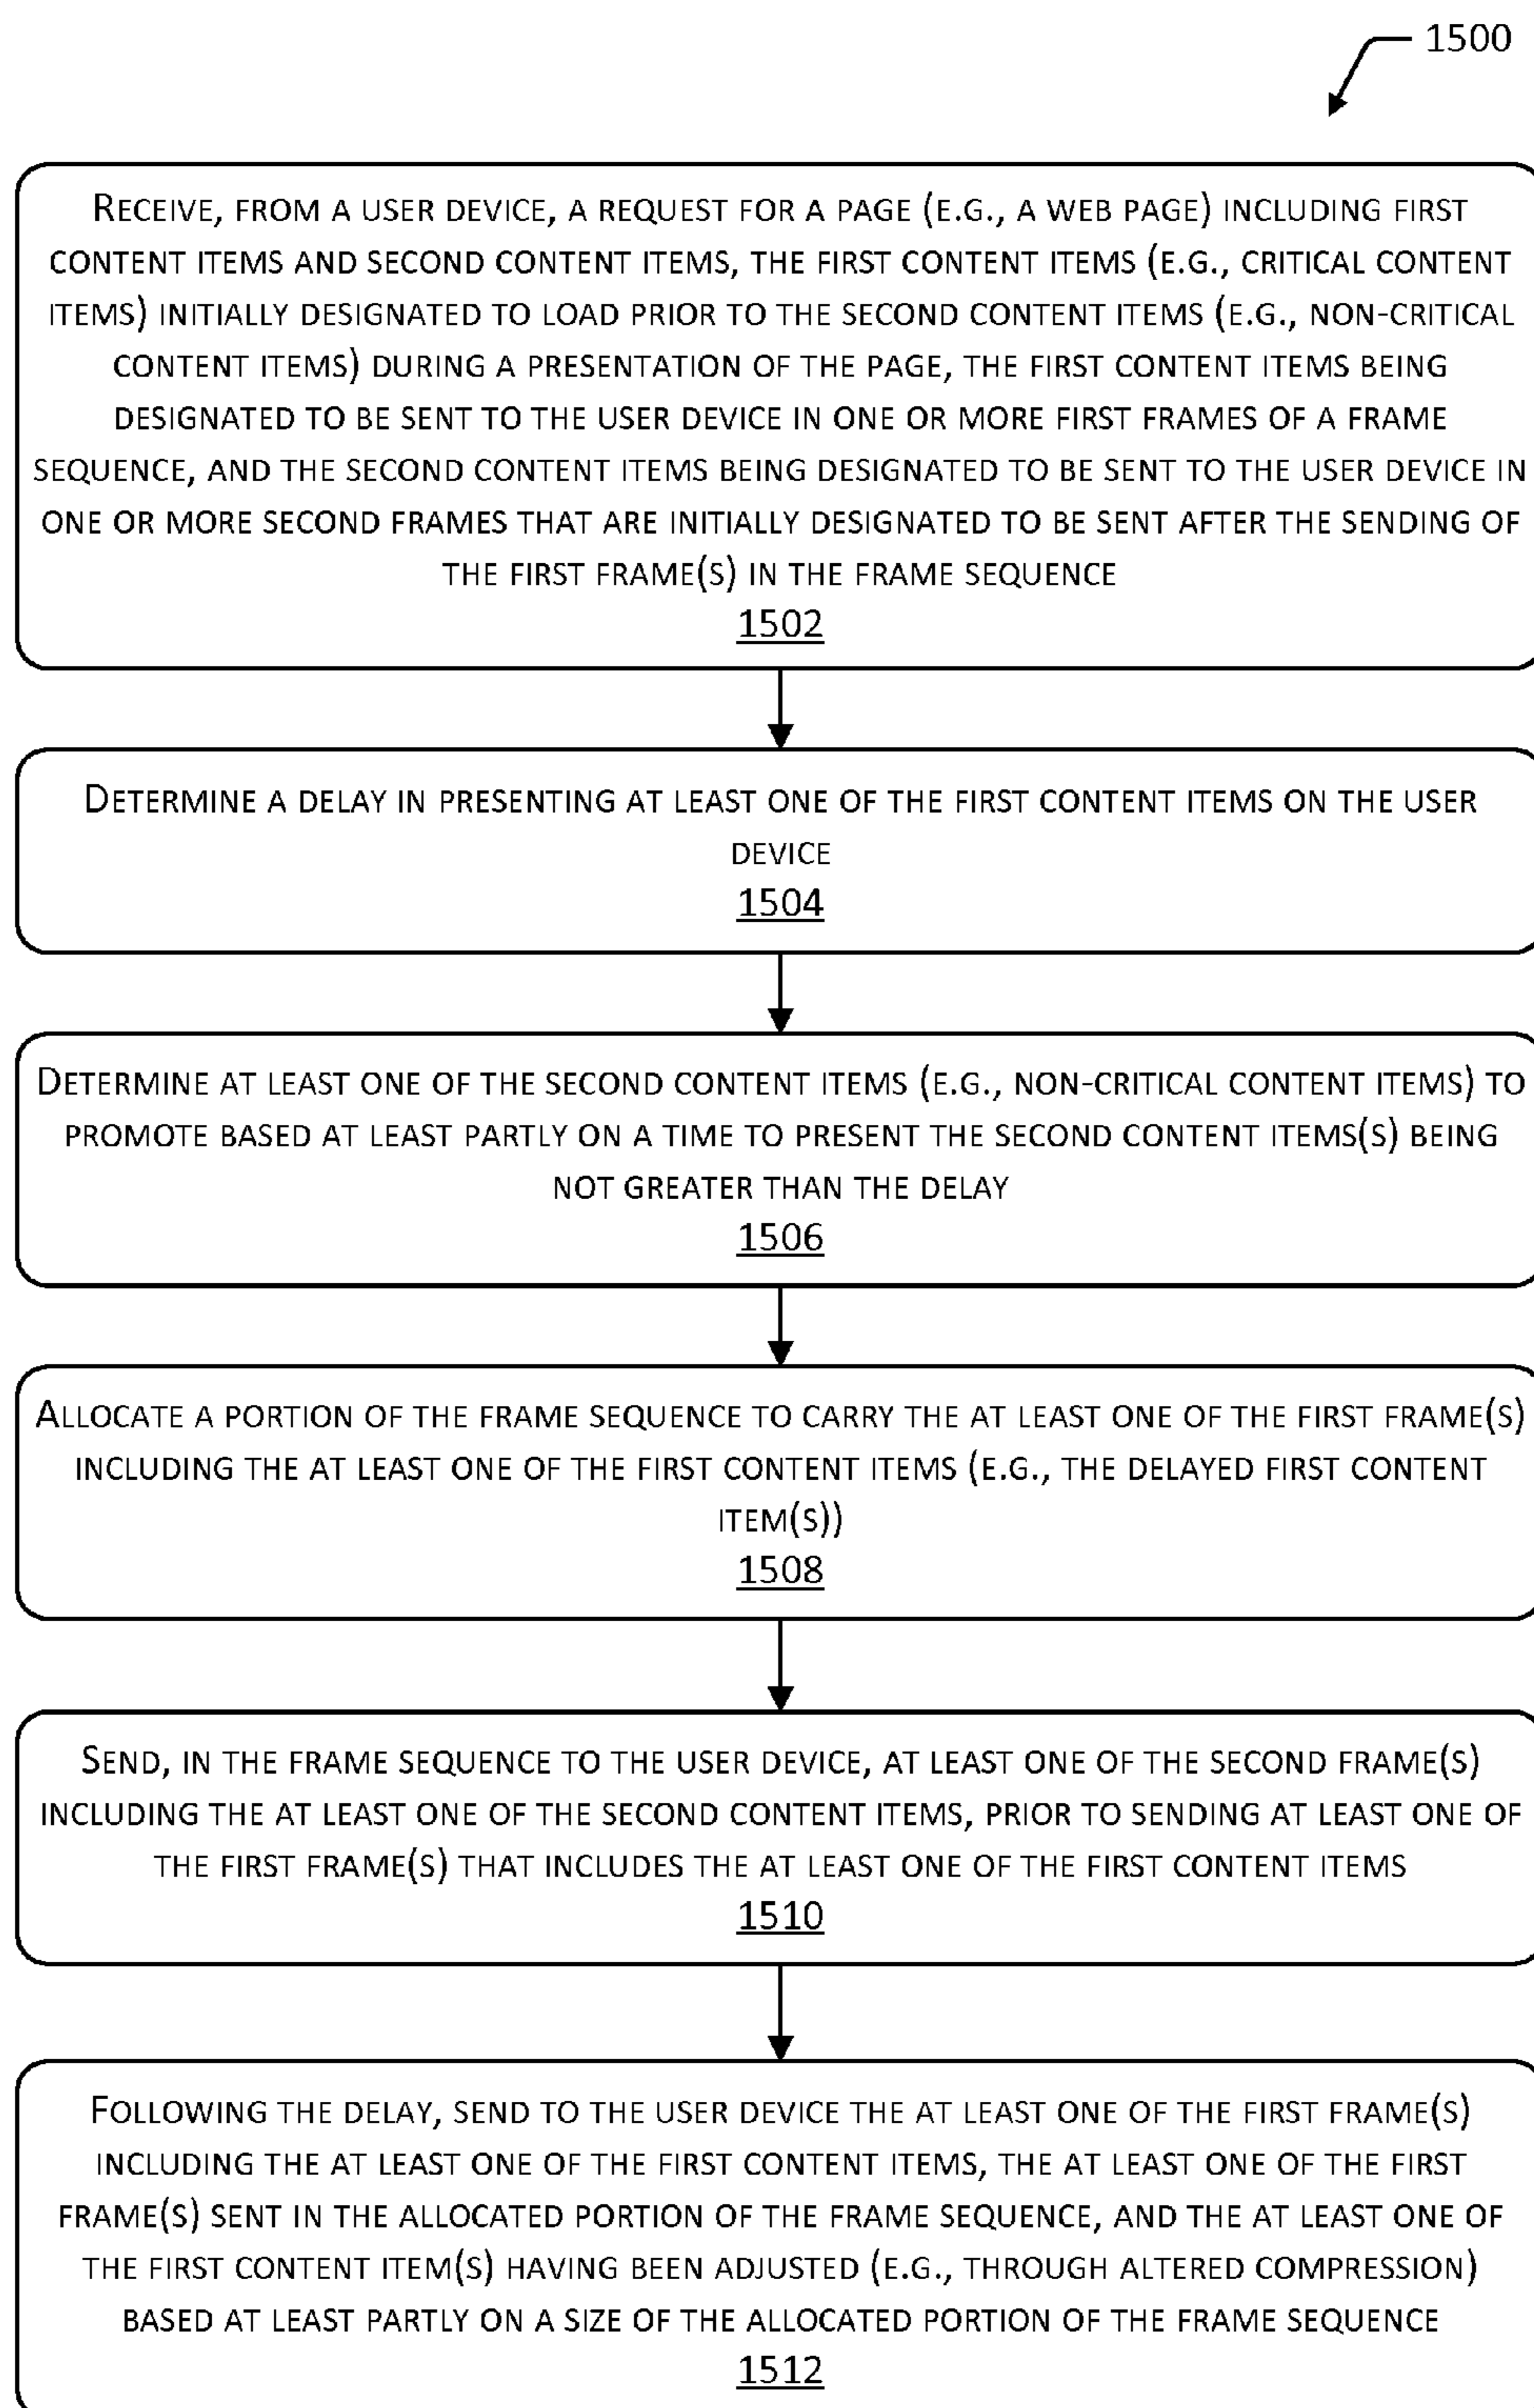 1500
RECEIVE, FROM A USER DEVICE, A REQUEST FOR A PAGE (E.G., A WEB PAGE) INCLUDING FIRST
CONTENT ITEMS AND SECOND CONTENT ITEMS, THE FIRST CONTENT ITEMS (E.G., CRITICAL CONTENT
ITEMS) INITIALLY DESIGNATED TO LOAD PRIOR TO THE SECOND CONTENT ITEMS (E.G., NON-CRITICAL
CONTENT ITEMS) DURING A PRESENTATION OF THE PAGE, THE FIRST CONTENT ITEMS BEING
DESIGNATED TO BE SENT TO THE USER DEVICE IN ONE OR MORE FIRST FRAMES OF A FRAME
SEQUENCE, AND THE SECOND CONTENT ITEMS BEING DESIGNATED TO BE SENT TO THE USER DEVICE IN
ONE OR MORE SECOND FRAMES THAT ARE INITIALLY DESIGNATED TO BE SENT AFTER THE SENDING OF
THE FIRST FRAME(S) IN THE FRAME SEQUENCE
1502
DETERMINE A DELAY IN PRESENTING AT LEAST ONE OF THE FIRST CONTENT ITEMS ON THE USER
DEVICE
1504
DETERMINE AT LEAST ONE OF THE SECOND CONTENT ITEMS (E.G., NON-CRITICAL CONTENT ITEMS) TO
PROMOTE BASED AT LEAST PARTLY ON A TIME TO PRESENT THE SECOND CONTENT ITEMS(S) BEING
NOT GREATER THAN THE DELAY
1506
ALLOCATE A PORTION OF THE FRAME SEQUENCE TO CARRY THE AT LEAST ONE OF THE FIRST FRAME(S)
INCLUDING THE AT LEAST ONE OF THE FIRST CONTENT ITEMS (E.G., THE DELAYED FIRST CONTENT
ITEM(S))
1508
SEND, IN THE FRAME SEQUENCE TO THE USER DEVICE, AT LEAST ONE OF THE SECOND FRAME(S)
INCLUDING THE AT LEAST ONE OF THE SECOND CONTENT ITEMS, PRIOR TO SENDING AT LEAST ONE OF
THE FIRST FRAME(S) THAT INCLUDES THE AT LEAST ONE OF THE FIRST CONTENT ITEMS
1510
FOLLOWING THE DELAY, SEND TO THE USER DEVICE THE AT LEAST ONE OF THE FIRST FRAME(S)
INCLUDING THE AT LEAST ONE OF THE FIRST CONTENT ITEMS, THE AT LEAST ONE OF THE FIRST
FRAME(S) SENT IN THE ALLOCATED PORTION OF THE FRAME SEQUENCE, AND THE AT LEAST ONE OF
THE FIRST CONTENT ITEM(S) HAVING BEEN ADJUSTED (E.G., THROUGH ALTERED COMPRESSION)
BASED AT LEAST PARTLY ON A SIZE OF THE ALLOCATED PORTION OF THE FRAME SEQUENCE
1512